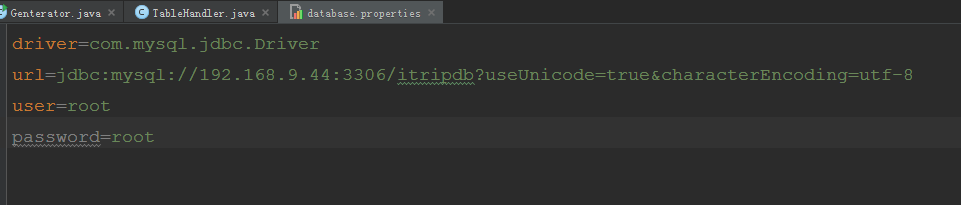 Genterator.java × TableHandler.java × database.properties ×
driver=com.mysql.jdbc.Driver
url=jdbc:mysql://192.168.9.44:3306/itripdb?useUnicode=true&characterEncoding=utf-8
user=root
password=root